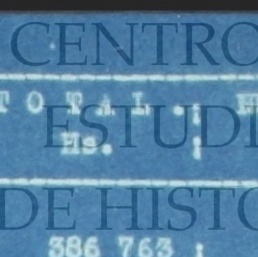 CENTRO
T O T A L . ¦
ESTUDI
Hs. ¦
DE HISTO
386 763 ¦